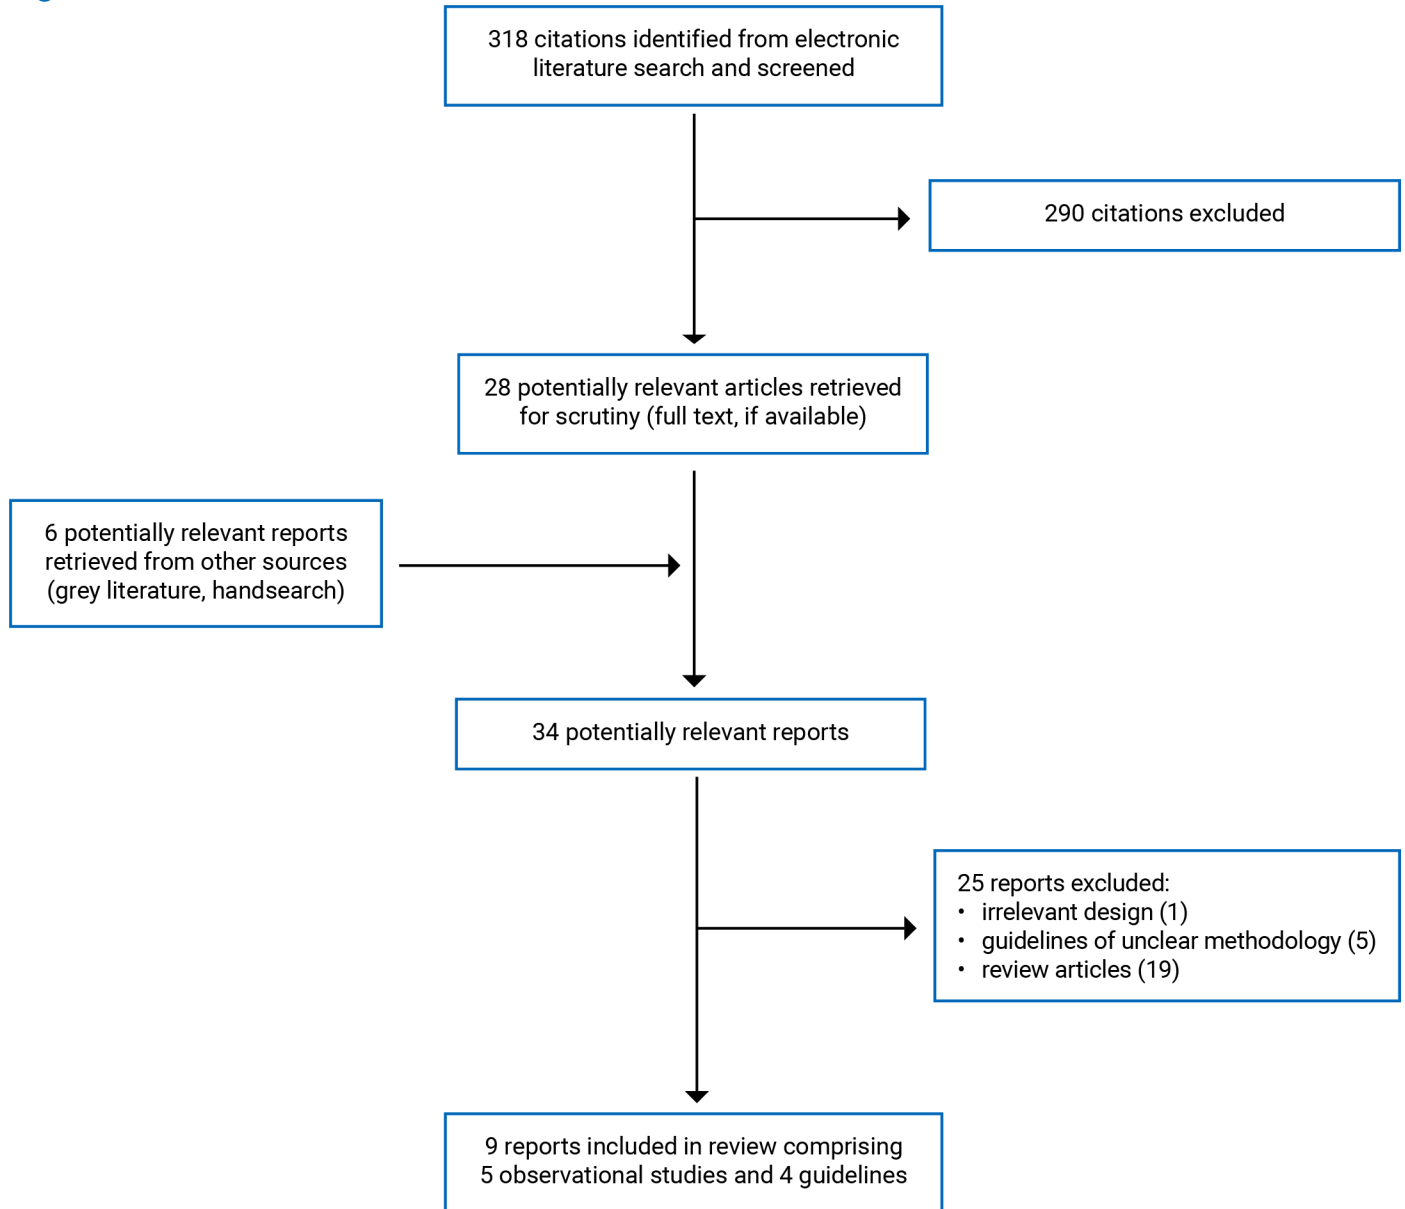 318 citations identified from electronic
literature search and screened
290 citations excluded
28 potentially relevant articles retrieved
for scrutiny (full text, if available)
6 potentially relevant reports
retrieved from other sources
(grey literature, handsearch)
34 potentially relevant reports
25 reports excluded:
• irrelevant design (1)
• guidelines of unclear methodology (5)
• review articles (19)
9 reports included in review comprising
5 observational studies and 4 guidelines